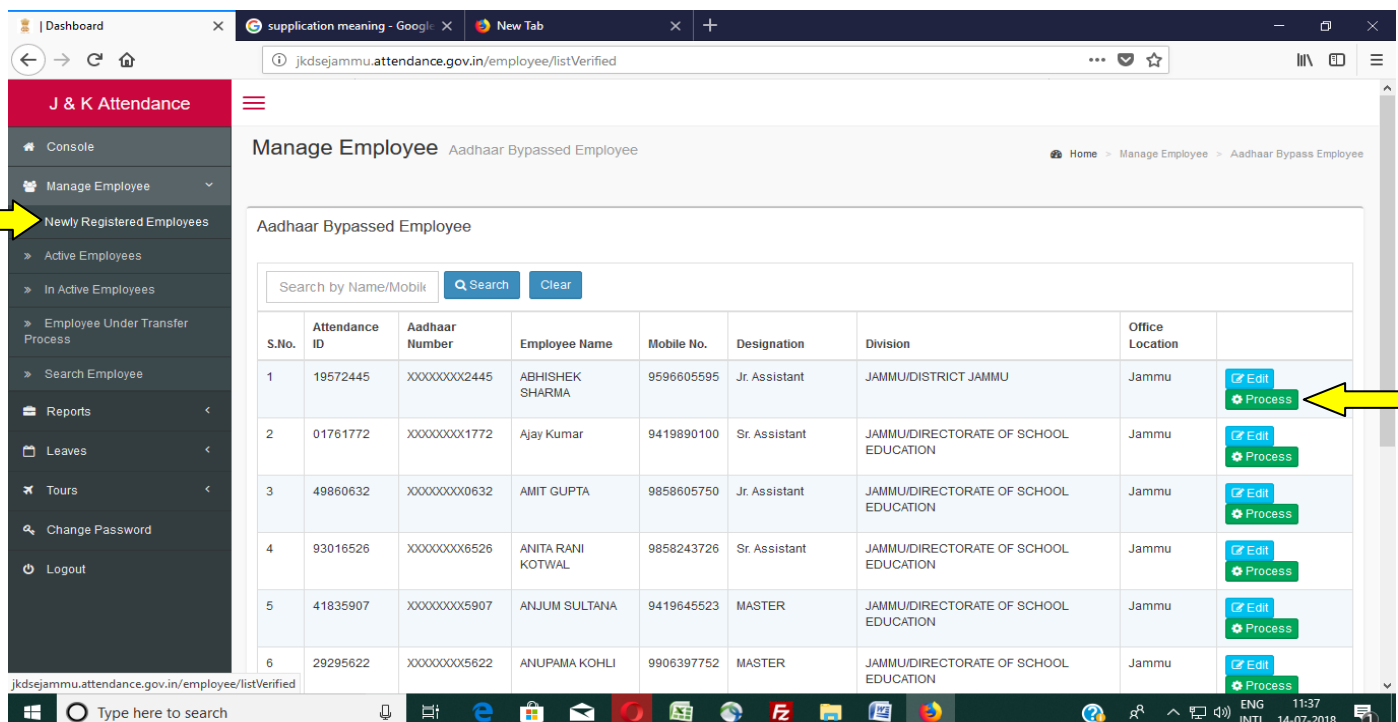 | Dashboard
supplication meaning - Google
New Tab
jkdsejammu.attendance.gov.in/employee/listVerified
J & K Attendance
Console
Manage Employee
Newly Registered Employees
» Active Employees
» In Active Employees
» Employee Under Transfer
Process
» Search Employee
Reports
Leaves
Tours
Change Password
Logout
Manage Employee Aadhaar Bypassed Employee
Home > Manage Employee > Aadhaar Bypass Employee
Aadhaar Bypassed Employee
Search by Name/Mobile Search Clear
S.No. Attendance ID Aadhaar Number Employee Name Mobile No. Designation Division Office Location
1 19572445 XXXXXXXX2445 ABHISHEK SHARMA 9596605595 Jr. Assistant JAMMU/DISTRICT JAMMU Jammu Edit Process
2 01761772 XXXXXXXX1772 Ajay Kumar 9419890100 Sr. Assistant JAMMU/DIRECTORATE OF SCHOOL EDUCATION Jammu Edit Process
3 49860632 XXXXXXXX0632 AMIT GUPTA 9858605750 Jr. Assistant JAMMU/DIRECTORATE OF SCHOOL EDUCATION Jammu Edit Process
4 93016526 XXXXXXXX6526 ANITA RANI KOTWAL 9858243726 Sr. Assistant JAMMU/DIRECTORATE OF SCHOOL EDUCATION Jammu Edit Process
5 41835907 XXXXXXXX5907 ANJUM SULTANA 9419645523 MASTER JAMMU/DIRECTORATE OF SCHOOL EDUCATION Jammu Edit Process
6 29295622 XXXXXXXX5622 ANUPAMA KOHLI 9906397752 MASTER JAMMU/DIRECTORATE OF SCHOOL EDUCATION Jammu Edit Process
jkdsejammu.attendance.gov.in/employee/listVerified
Type here to search
ENG 11:37
INTL 14-07-2018